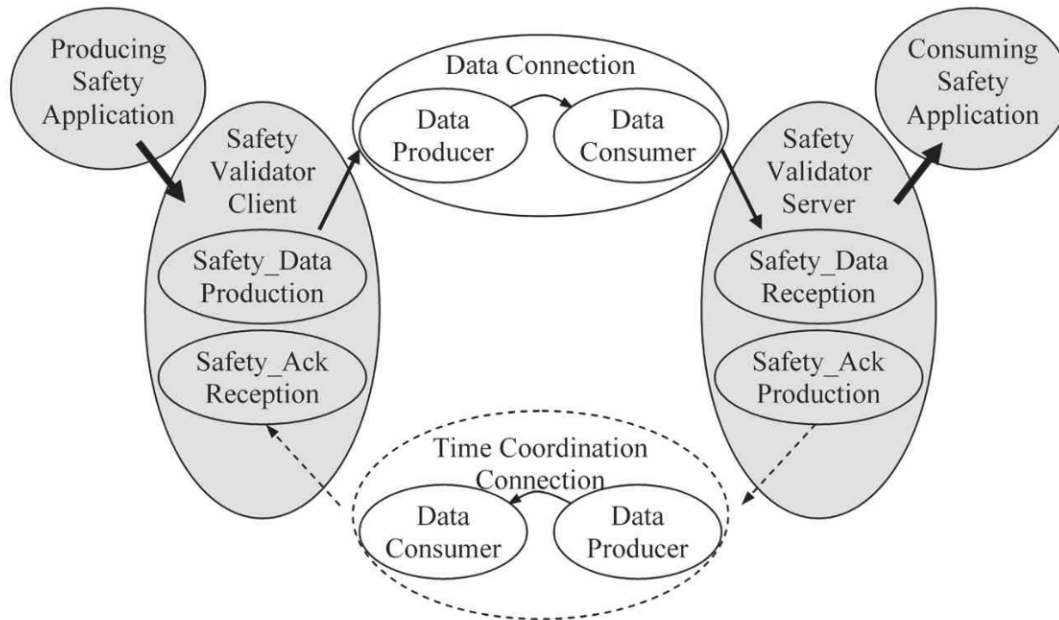 Producing
Safety
Application
Consuming
Safety
Application
Data Connection
Data
Producer
Data
Consumer
Safety
Validator
Client
Safety
Validator
Server
Safety_Data
Production
Safety_Data
Reception
Safety_Ack
Reception
Safety_Ack
Production
Time Coordination
Connection
Data
Consumer
Data
Producer